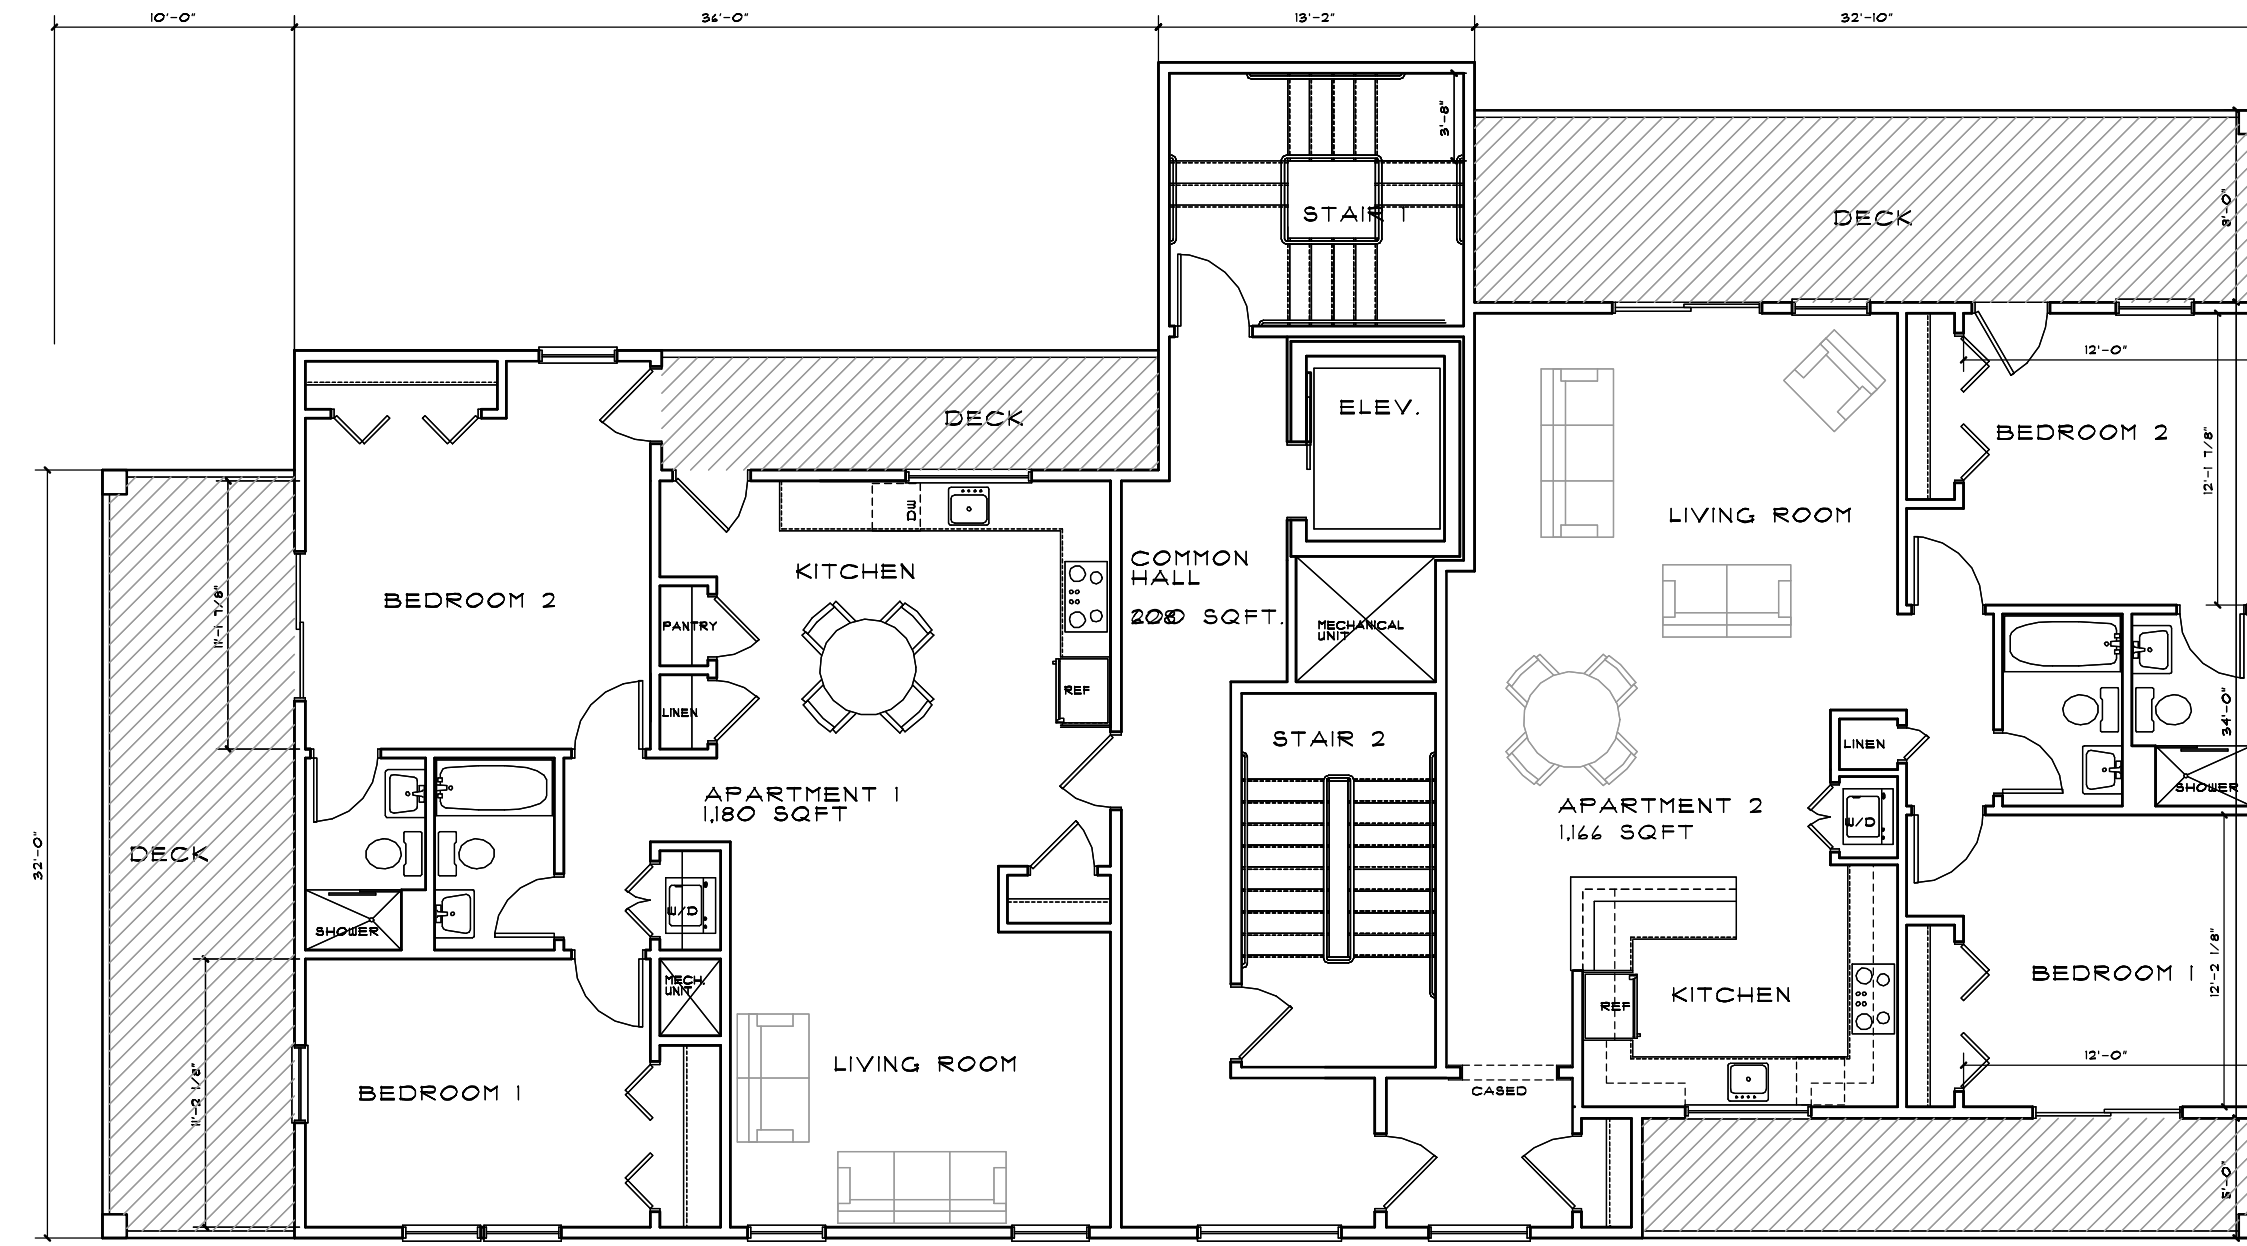 10'-0"
36'-0"
13'-2"
32'-10"
3'-8"
STAIR 1
DECK
8'-0"
12'-0"
DECK
ELEV.
BEDROOM 2
12'-1 7/8"
LIVING ROOM
DW
COMMON
HALL
KITCHEN
BEDROOM 2
11'-1 7/8"
SQFT.
PANTRY
MECHANICAL
UNIT
REF
LINEN
34'-0"
STAIR 2
LINEN
SHOWER
APARTMENT 1
1,180 SQFT
APARTMENT 2
1,166 SQFT
W/D
32'-0"
DECK
W/D
SHOWER
MECH.
UNIT
BEDROOM 1
12'-2 1/8"
KITCHEN
REF
LIVING ROOM
12'-0"
BEDROOM 1
11'-2 1/8"
CASED
5'-0"